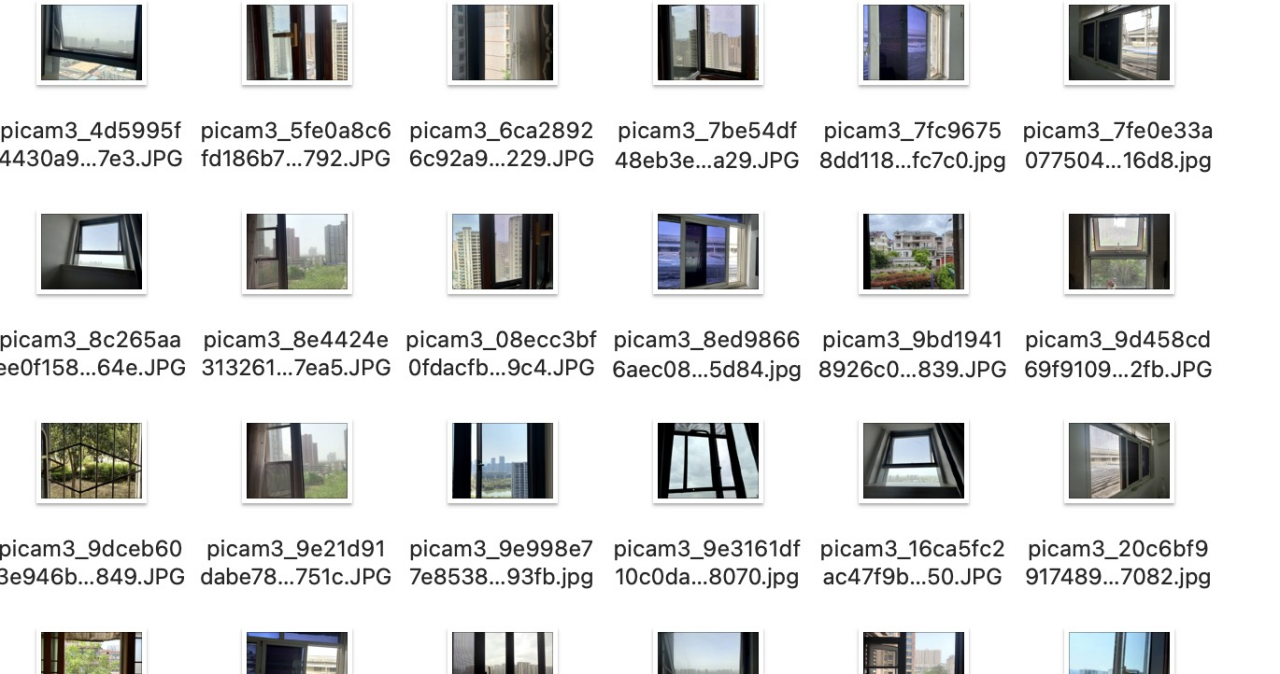 picam3_4d5995f
4430a9...7e3.JPG
picam3_5fe0a8c6
fd186b7...792.JPG
picam3_6ca2892
6c92a9...229.JPG
picam3_7be54df
48eb3e...a29.JPG
picam3_7fc9675
8dd118...fc7c0.jpg
picam3_7fe0e33a
077504...16d8.jpg
picam3_8c265aa
ee0f158...64e.JPG
picam3_8e4424e
313261...7ea5.JPG
picam3_08ecc3bf
0fdacfb...9c4.JPG
picam3_8ed9866
6aec08...5d84.jpg
picam3_9bd1941
8926c0...839.JPG
picam3_9d458cd
69f9109...2fb.JPG
picam3_9dceb60
3e946b...849.JPG
picam3_9e21d91
dabe78...751c.JPG
picam3_9e998e7
7e8538...93fb.jpg
picam3_9e3161df
10c0da...8070.jpg
picam3_16ca5fc2
ac47f9b...50.JPG
picam3_20c6bf9
917489...7082.jpg